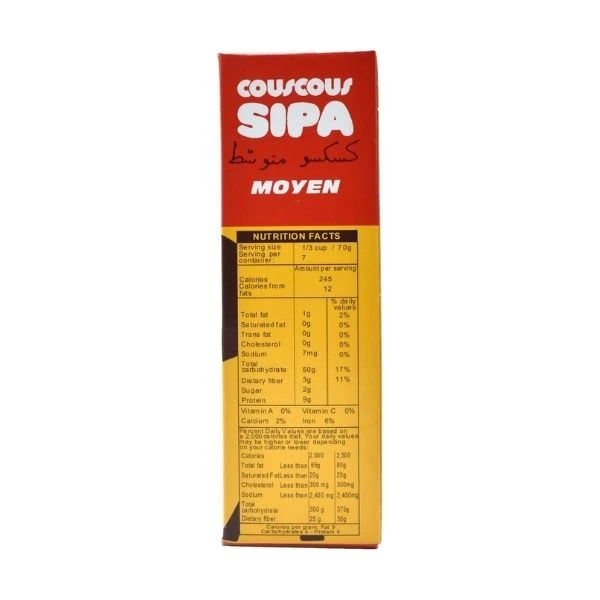 COUSCOUS
SIPA
كسكسو متوسط
MOYEN
NUTRITION FACTS
Serving size 1/3 cup / 70g
Serving per container: 7
Amount per serving
Calories 245
Calories from fats 12
% daily values
Total fat 1g 2%
Saturated fat 0g 0%
Trans fat 0g 0%
Cholesterol 0g 0%
Sodium 7mg 0%
Total carbohydrate 50g 17%
Dietary fiber 3g 11%
Sugar 2g
Protein 9g
Vitamin A 0% Vitamin C 0%
Calcium 2% Iron 6%
Percent Daily Values are based on
a 2.000 calories diet. Your daily values
may be higher or lower depending
on your calorie needs:
Calories 2.000 2,500
Total fat Less than 65g 80g
Saturated Fat Less than 20g 25g
Cholesterol Less than 300 mg 300mg
Sodium Less than 2,400 mg 2,400mg
Total carbohydrate 300 g 375g
Dietary fiber 25 g 30g
Calories per gram: Fat 9
Carbohydrates 4 - Protein 4